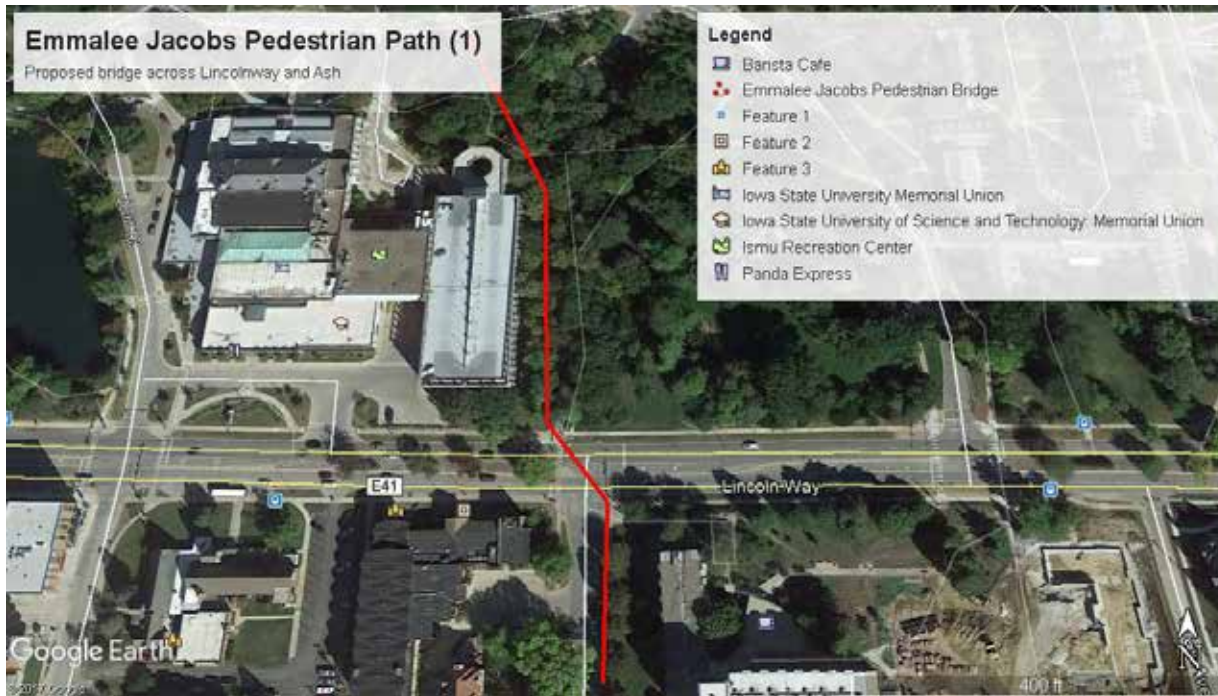 Emmalee Jacobs Pedestrian Path (1)
Proposed bridge across Lincolnway and Ash
Legend
Barista Cafe
Emmalee Jacobs Pedestrian Bridge
Feature 1
Feature 2
Feature 3
Iowa State University Memorial Union
Iowa State University of Science and Technology: Memorial Union
Ismu Recreation Center
Panda Express
E41
Lincoln Way
Google Earth
400 ft
N